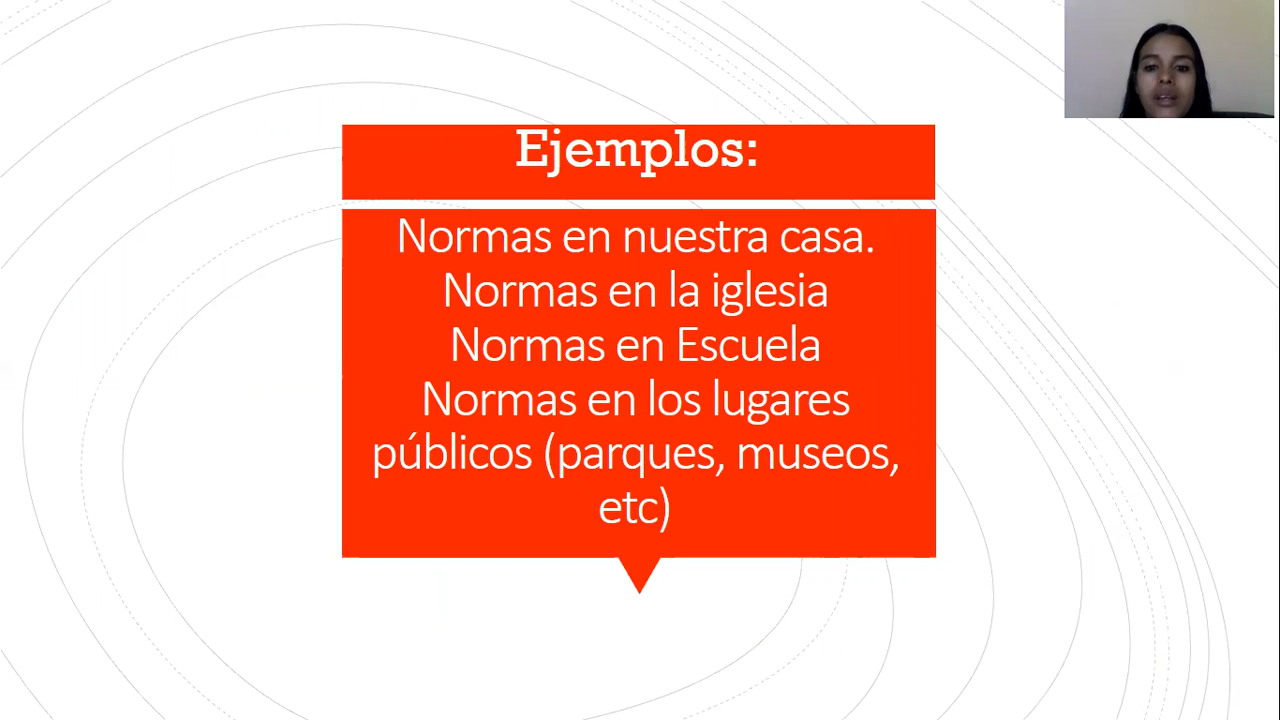 Ejemplos:
Normas en nuestra casa.
Normas en la iglesia
Normas en Escuela
Normas en los lugares
públicos (parques, museos,
etc)